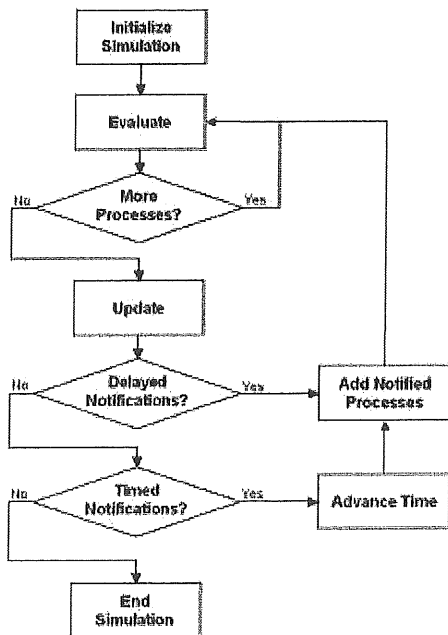 Initialize
Simulation
Evaluate
No
More
Processes?
Yes
Update
No
Delayed
Notifications?
Yes
Add Notified
Processes
No
Timed
Notifications?
Yes
Advance Time
End
Simulation